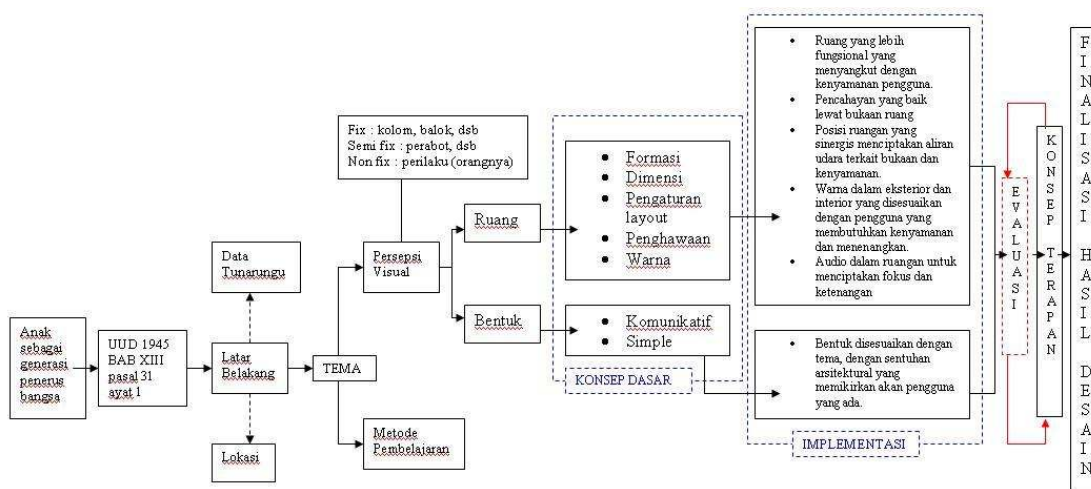 Anak
sebagai
generasi
penerus
bangsa
UUD 1945
BAB XIII
pasal 31
ayat 1
Data
Tunarungu
Latar
Belakang
Lokasi
TEMA
Fix : kolom, balok, dsb
Semi fix : perabot, dsb
Non fix : perilaku (orangnya)
Persepsi
Visual
Metode
Pembelajaran
Ruang
Bentuk
• Formasi
• Dimensi
• Pengaturan
layout
• Penghawaan
• Warna
• Komunikatif
• Simple
KONSEP DASAR
• Ruang yang lebih
fungsional yang
menyangkut dengan
kenyamanan pengguna.
• Pencahayan yang baik
lewat bukaan ruang
• Posisi ruangan yang
sinergis menciptakan aliran
udara terkait bukaan dan
kenyamanan.
• Warna dalam eksterior dan
interior yang disesuaikan
dengan pengguna yang
membutuhkan kenyamanan
dan menenangkan.
• Audio dalam ruangan untuk
menciptakan fokus dan
ketenangan
• Bentuk disesuaikan dengan
tema, dengan sentuhan
arsitektural yang
memikirkan akan pengguna
yang ada.
IMPLEMENTASI
EVALUASI
KONSEP TERAPAN
FINALISASI HASIL DESAIN